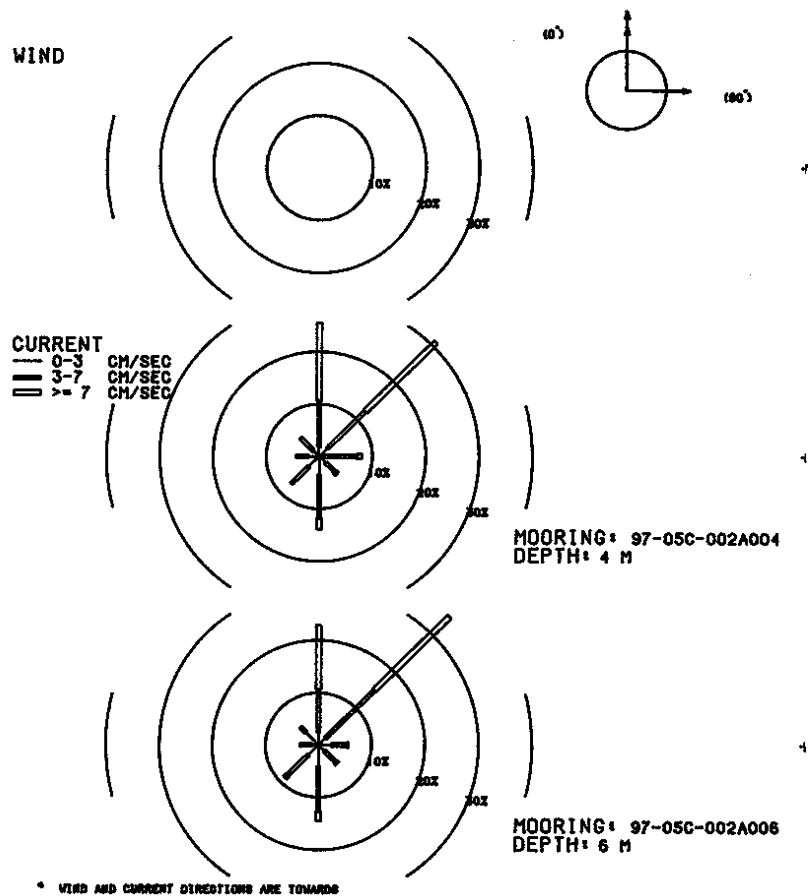 WIND
(0°)
(90°)
10%
20%
30%
CURRENT
0-3 CM/SEC
3-7 CM/SEC
>= 7 CM/SEC
10%
20%
30%
MOORING: 97-05C-002A004
DEPTH: 4 M
10%
20%
30%
MOORING: 97-05C-002A006
DEPTH: 6 M
* WIND AND CURRENT DIRECTIONS ARE TOWARDS